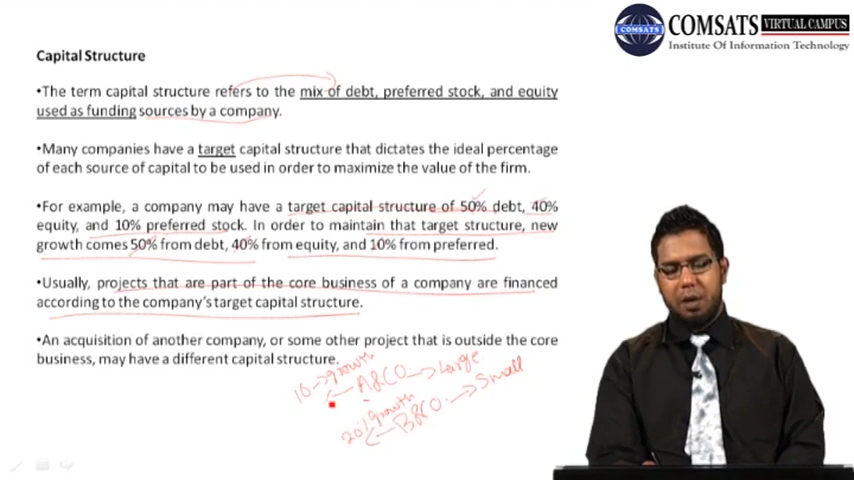 COMSATS VIRTUAL CAMPUS
COMSATS
Institute Of Information Technology
Capital Structure
•The term capital structure refers to the mix of debt, preferred stock, and equity
used as funding sources by a company.
•Many companies have a target capital structure that dictates the ideal percentage
of each source of capital to be used in order to maximize the value of the firm.
•For example, a company may have a target capital structure of 50% debt, 40%
equity, and 10% preferred stock. In order to maintain that target structure, new
growth comes 50% from debt, 40% from equity, and 10% from preferred.
•Usually, projects that are part of the core business of a company are financed
according to the company's target capital structure.
•An acquisition of another company, or some other project that is outside the core
business, may have a different capital structure.
10->growth
A&CO -> Large
20% growth
B&CO -> Small